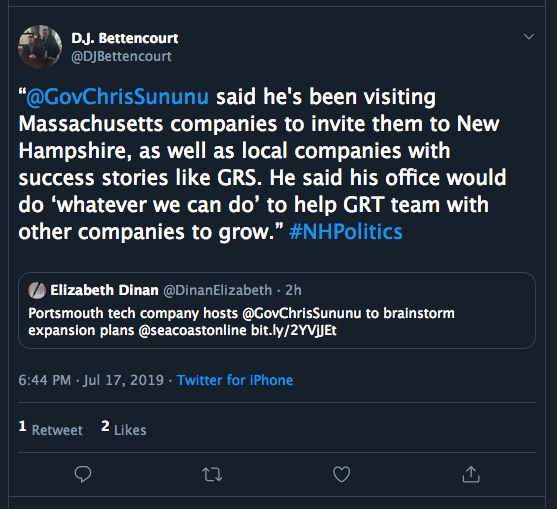 D.J. Bettencourt
@DJBettencourt
“@GovChrisSununu said he's been visiting
Massachusetts companies to invite them to New
Hampshire, as well as local companies with
success stories like GRS. He said his office would
do ‘whatever we can do’ to help GRT team with
other companies to grow.” #NHPolitics
Elizabeth Dinan @DinanElizabeth · 2h
Portsmouth tech company hosts @GovChrisSununu to brainstorm
expansion plans @seacoastonline bit.ly/2YVjJEt
6:44 PM · Jul 17, 2019 · Twitter for iPhone
1 Retweet 2 Likes